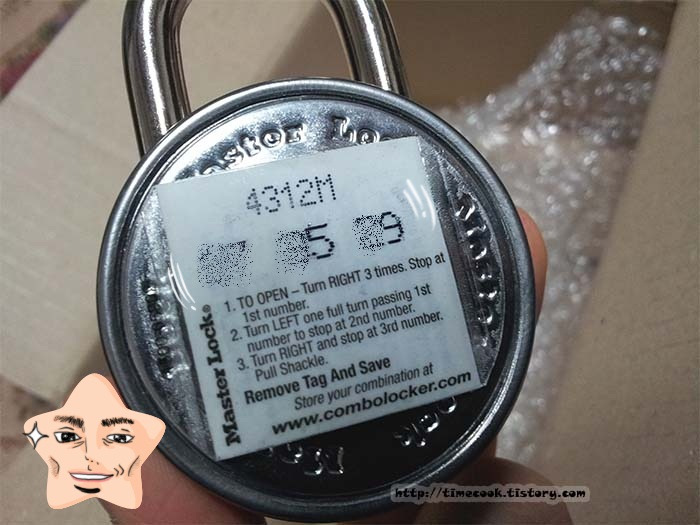 Master Lo
4312M
5 9
1. TO OPEN – Turn RIGHT 3 times. Stop at
1st number.
2. Turn LEFT one full turn passing 1st
number to stop at 2nd number.
3. Turn RIGHT and stop at 3rd number.
Pull Shackle.
Remove Tag And Save
Store your combination at
www.combolocker.com
Master Lock®
http://timecook.tistory.com